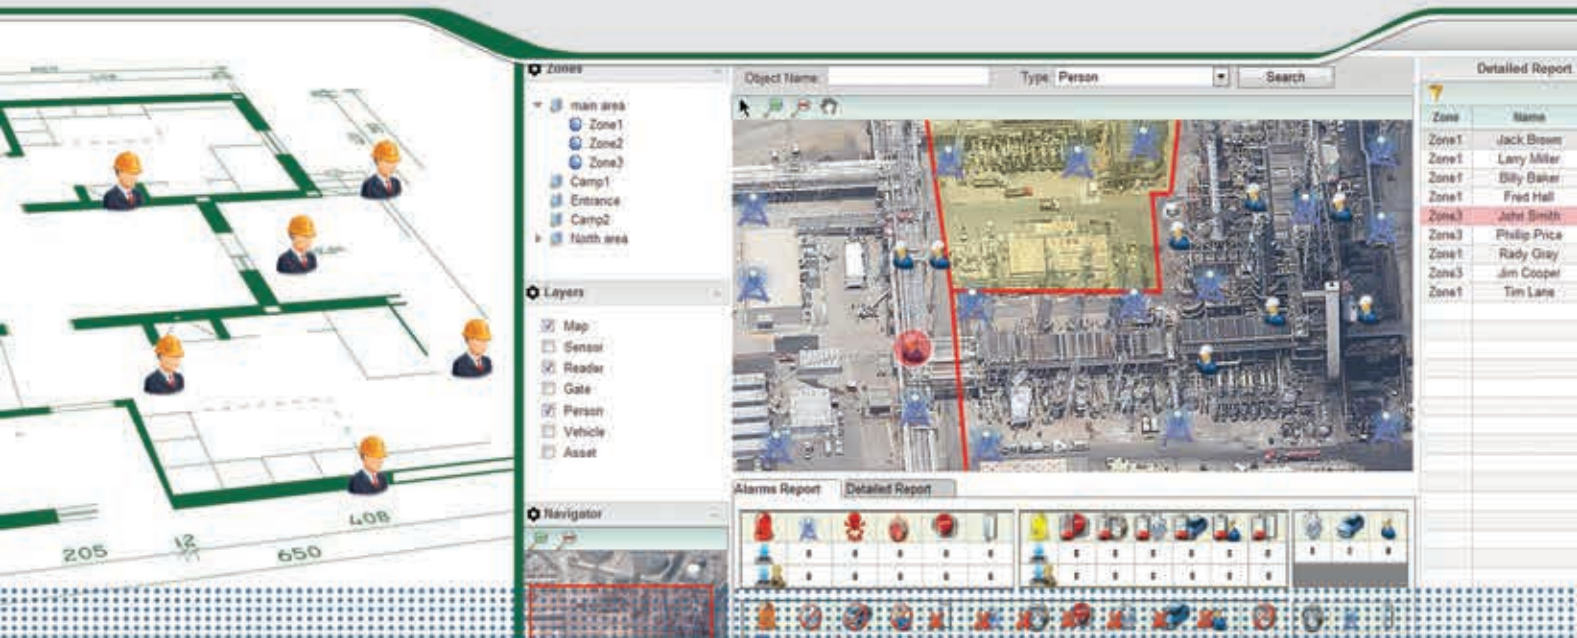 205
12
650
408
Zones
main area
Zone1
Zone2
Zone3
Camp1
Entrance
Camp2
North area
Layers
Map
Sensor
Reader
Gate
Person
Vehicle
Asset
Navigator
Object Name:
Type: Person
Search
Alarms Report
Detailed Report
Detailed Report
Zone Name
Zone1 Jack Brown
Zone1 Larry Miller
Zone1 Billy Baker
Zone1 Fred Hall
Zone3 John Smith
Zone3 Phillip Price
Zone1 Rady Gray
Zone3 Jim Cooper
Zone1 Tim Lane